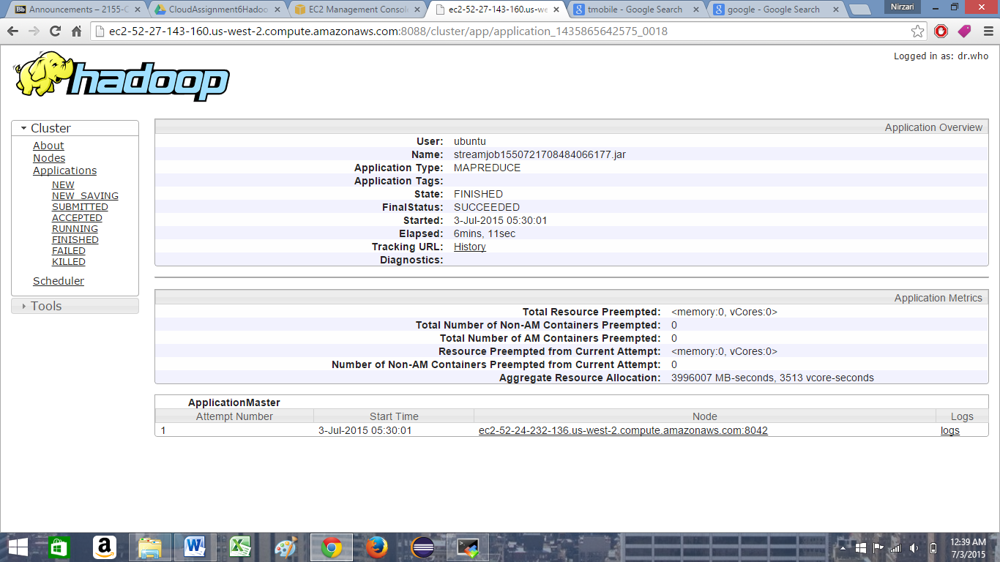 Announcements – 2155-C
CloudAssignment6Hadoo
EC2 Management Consol
ec2-52-27-143-160.us-we
tmobile - Google Search
google - Google Search
Nirzari
ec2-52-27-143-160.us-west-2.compute.amazonaws.com:8088/cluster/app/application_1435865642575_0018
hadoop
Logged in as: dr.who
Cluster
About
Nodes
Applications
NEW
NEW_SAVING
SUBMITTED
ACCEPTED
RUNNING
FINISHED
FAILED
KILLED
Scheduler
Tools
Application Overview
User: ubuntu
Name: streamjob1550721708484066177.jar
Application Type: MAPREDUCE
Application Tags:
State: FINISHED
FinalStatus: SUCCEEDED
Started: 3-Jul-2015 05:30:01
Elapsed: 6mins, 11sec
Tracking URL: History
Diagnostics:
Application Metrics
Total Resource Preempted: <memory:0, vCores:0>
Total Number of Non-AM Containers Preempted: 0
Total Number of AM Containers Preempted: 0
Resource Preempted from Current Attempt: <memory:0, vCores:0>
Number of Non-AM Containers Preempted from Current Attempt: 0
Aggregate Resource Allocation: 3996007 MB-seconds, 3513 vcore-seconds
ApplicationMaster
Attempt Number Start Time Node Logs
1 3-Jul-2015 05:30:01 ec2-52-24-232-136.us-west-2.compute.amazonaws.com:8042 logs
12:39 AM
7/3/2015